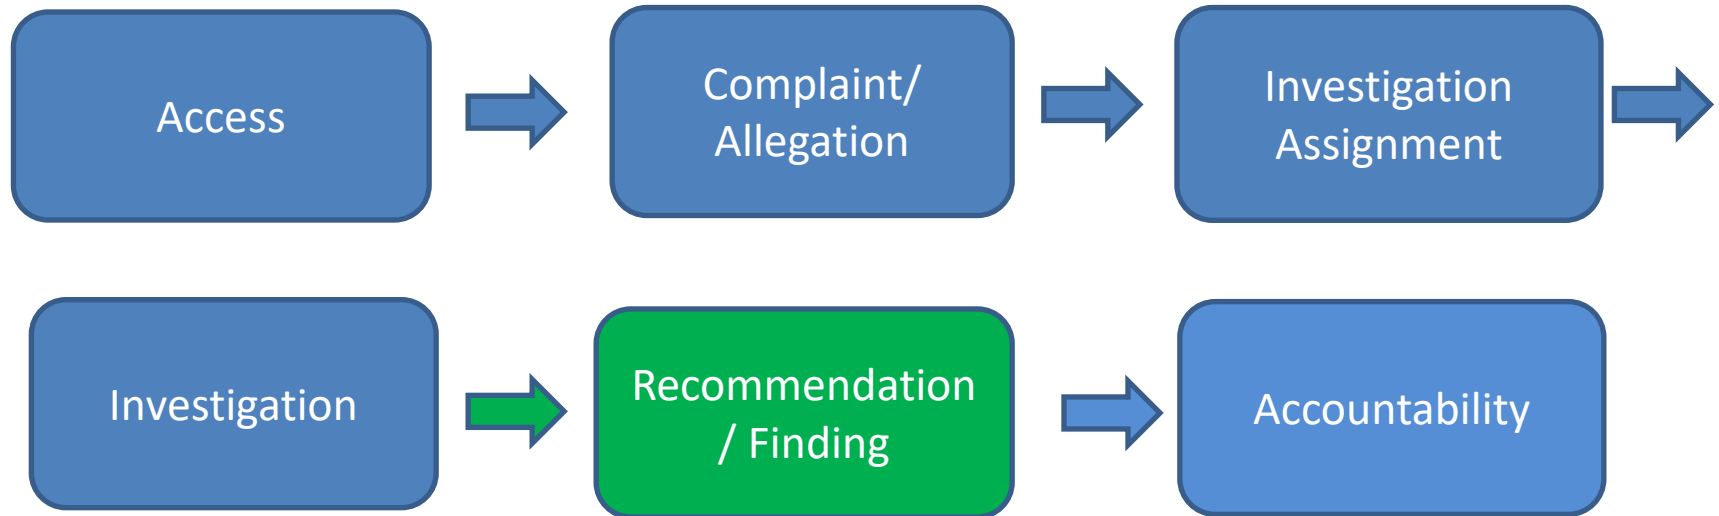 Access
Complaint/
Allegation
Investigation
Assignment
Investigation
Recommendation
/ Finding
Accountability